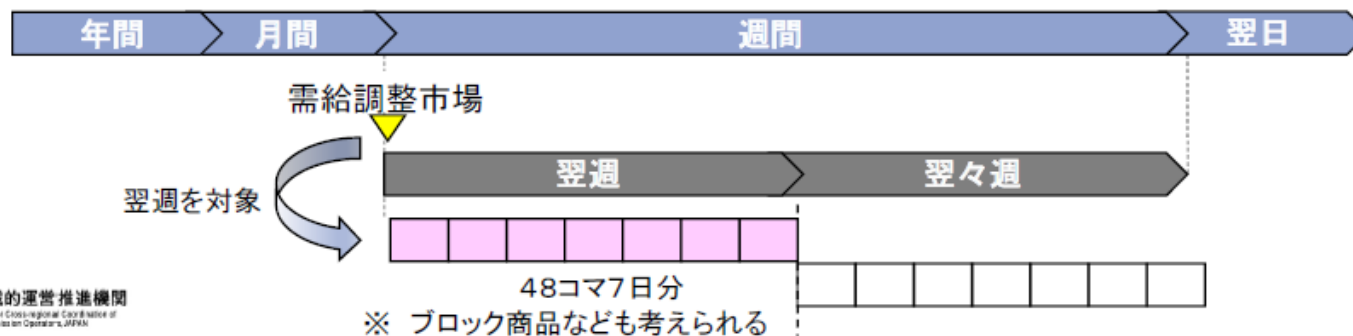 年間 月間 週間 翌日
需給調整市場
翌週 翌々週
翌週を対象
48コマ7日分
的運営推進機関
※ ブロック商品なども考えられる